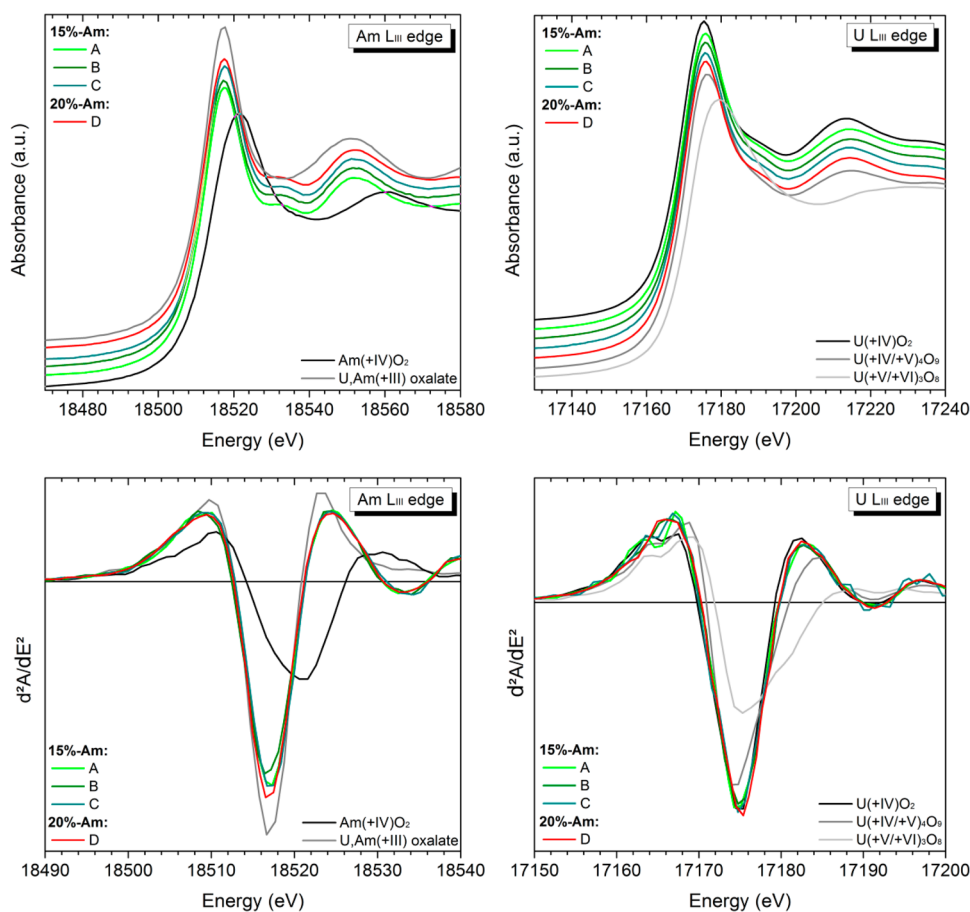 15%-Am:
A
B
C
20%-Am:
D
Am LIII edge
Absorbance (a.u.)
Am(+IV)O₂
U,Am(+III) oxalate
18480 18500 18520 18540 18560 18580
Energy (eV)
15%-Am:
A
B
C
20%-Am:
D
U LIII edge
Absorbance (a.u.)
U(+IV)O₂
U(+IV/+V)₄O₉
U(+V/+VI)₃O₈
17140 17160 17180 17200 17220 17240
Energy (eV)
Am LIII edge
d²A/dE²
15%-Am:
A
B
C
20%-Am:
D
Am(+IV)O₂
U,Am(+III) oxalate
18490 18500 18510 18520 18530 18540
Energy (eV)
U LIII edge
d²A/dE²
15%-Am:
A
B
C
20%-Am:
D
U(+IV)O₂
U(+IV/+V)₄O₉
U(+V/+VI)₃O₈
17150 17160 17170 17180 17190 17200
Energy (eV)